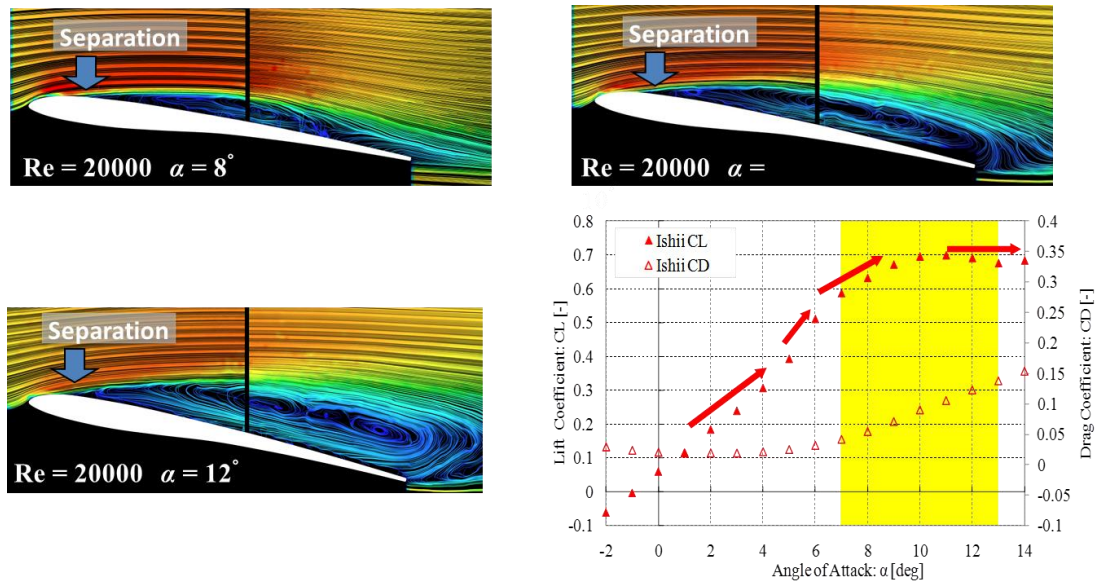 Separation
Re = 20000 α = 8°
Separation
Re = 20000 α =
Separation
Re = 20000 α = 12°
Ishii CL
Ishii CD
Lift Coefficient: CL [-]
0.8
0.7
0.6
0.5
0.4
0.3
0.2
0.1
0
-0.1
Drag Coefficient: CD [-]
0.4
0.35
0.3
0.25
0.2
0.15
0.1
0.05
0
-0.05
-0.1
-2 0 2 4 6 8 10 12 14
Angle of Attack: α [deg]